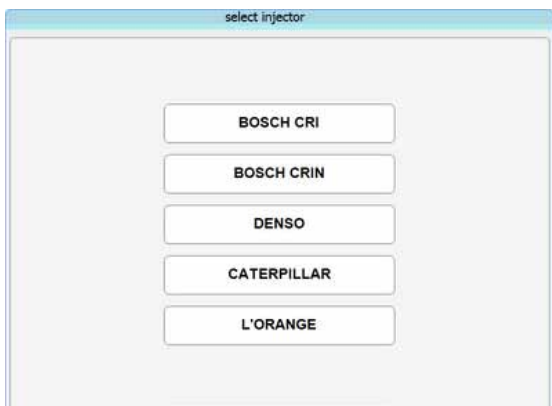 select injector
BOSCH CRI
BOSCH CRIN
DENSO
CATERPILLAR
L'ORANGE